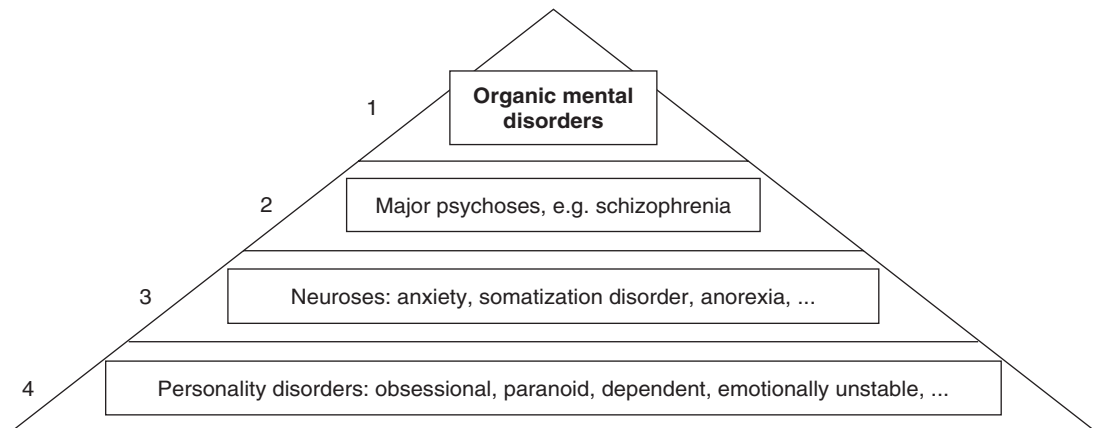 1
Organic mental
disorders
2
Major psychoses, e.g. schizophrenia
3
Neuroses: anxiety, somatization disorder, anorexia, ...
4
Personality disorders: obsessional, paranoid, dependent, emotionally unstable, ...